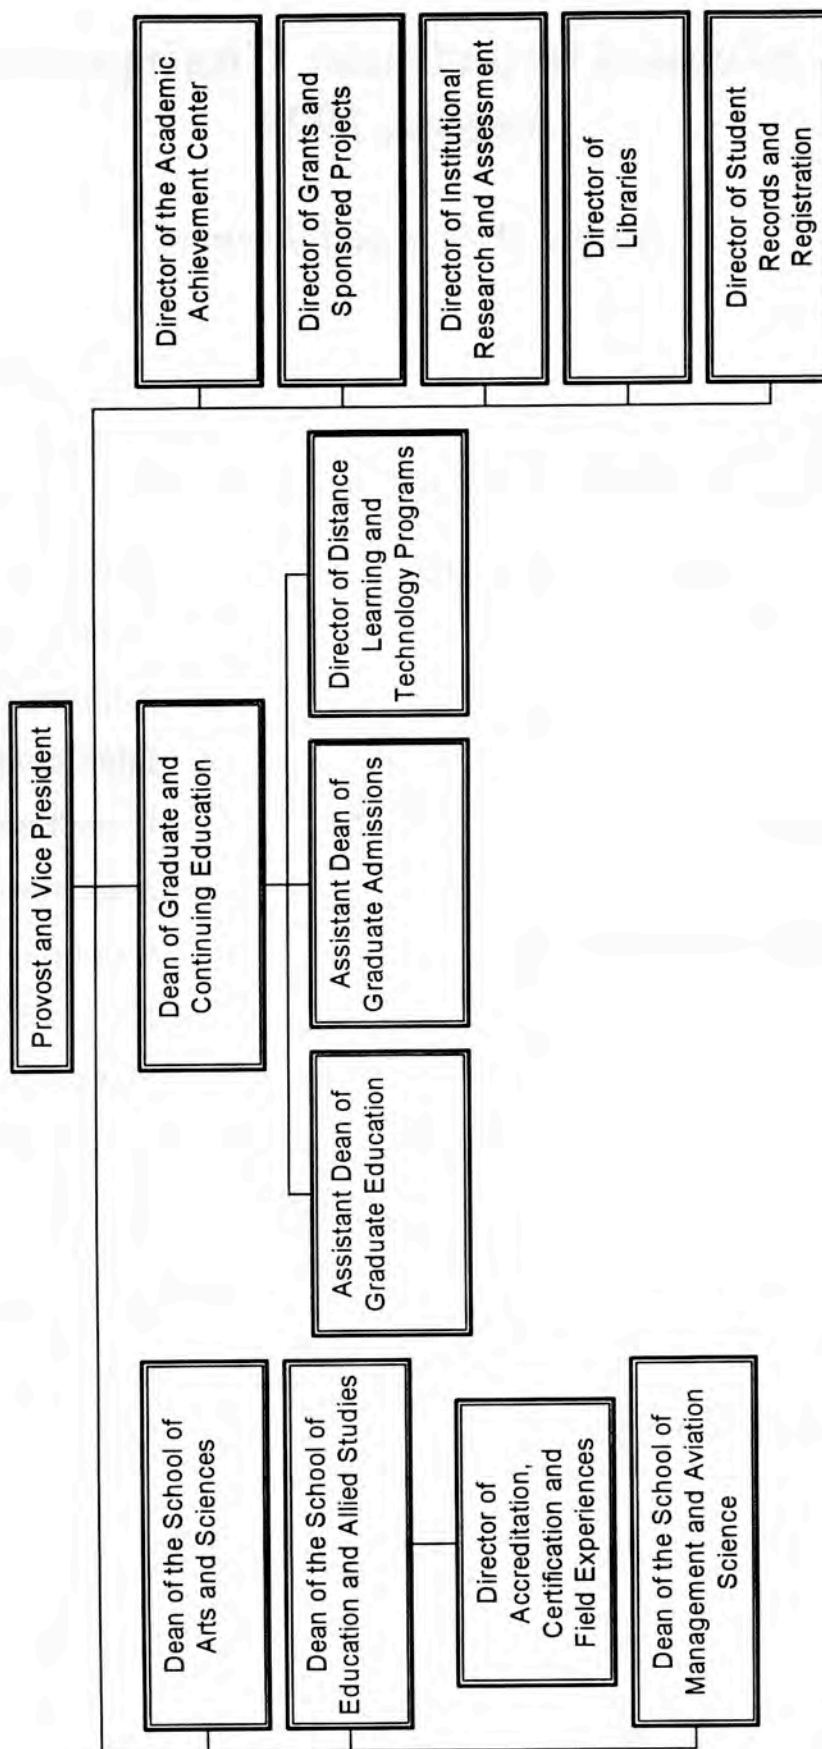 Provost and Vice President
Dean of the School of
Arts and Sciences
Dean of the School of
Education and Allied Studies
Director of
Accreditation,
Certification and
Field Experiences
Dean of the School of
Management and Aviation
Science
Dean of Graduate and
Continuing Education
Assistant Dean of
Graduate Education
Assistant Dean of
Graduate Admissions
Director of Distance
Learning and
Technology Programs
Director of the Academic
Achievement Center
Director of Grants and
Sponsored Projects
Director of Institutional
Research and Assessment
Director of
Libraries
Director of Student
Records and
Registration